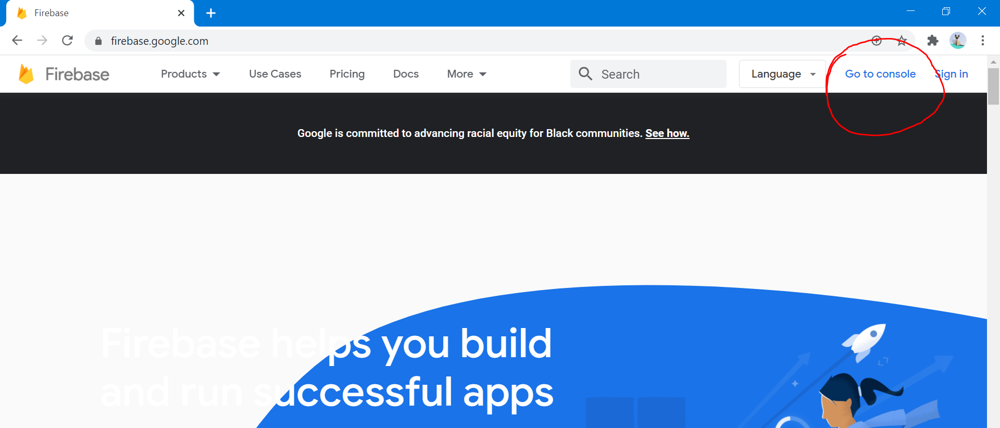 Firebase
firebase.google.com
Firebase Products Use Cases Pricing Docs More Search Language Go to console Sign in
Google is committed to advancing racial equity for Black communities. See how.
Firebase helps you build
and run successful apps